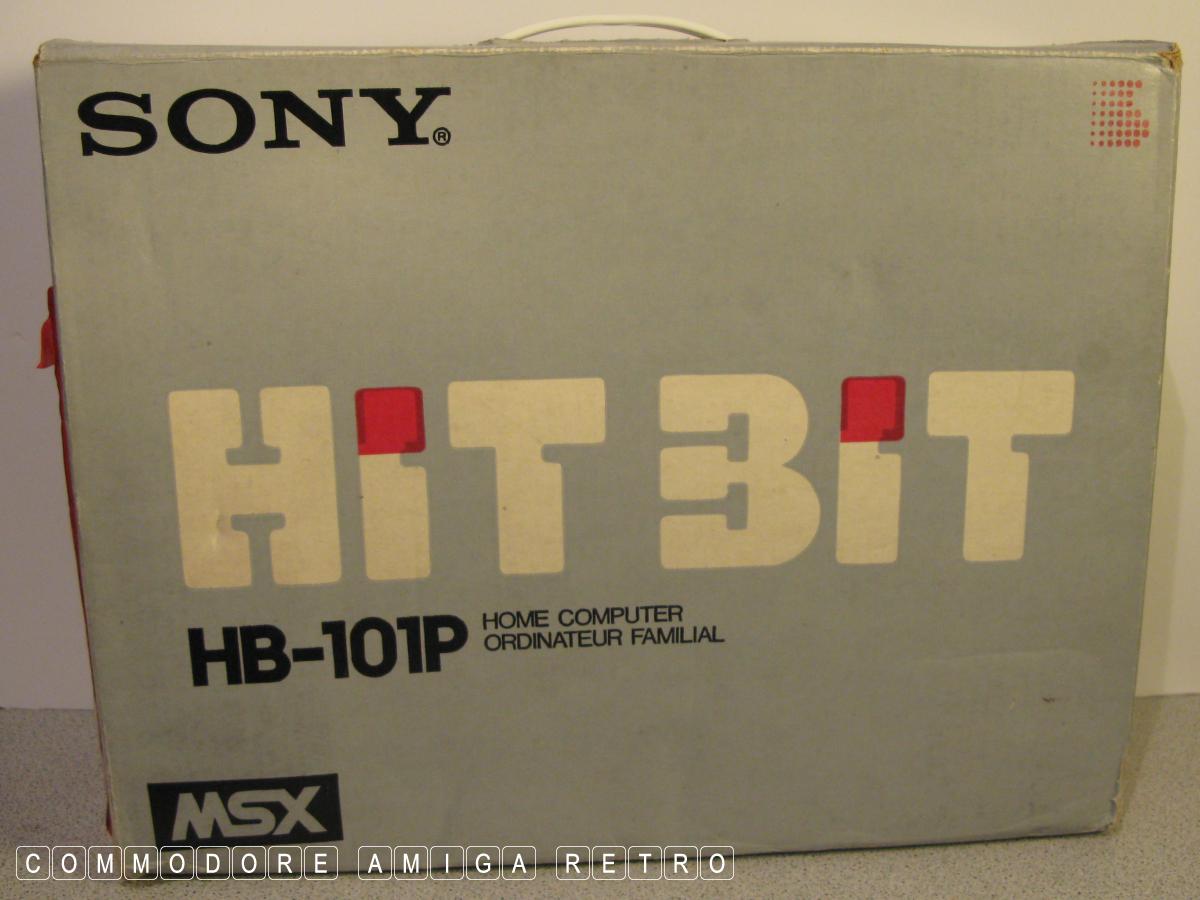 SONY®
HiT BiT
HB-101P
HOME COMPUTER
ORDINATEUR FAMILIAL
MSX
COMMODORE AMIGA RETRO